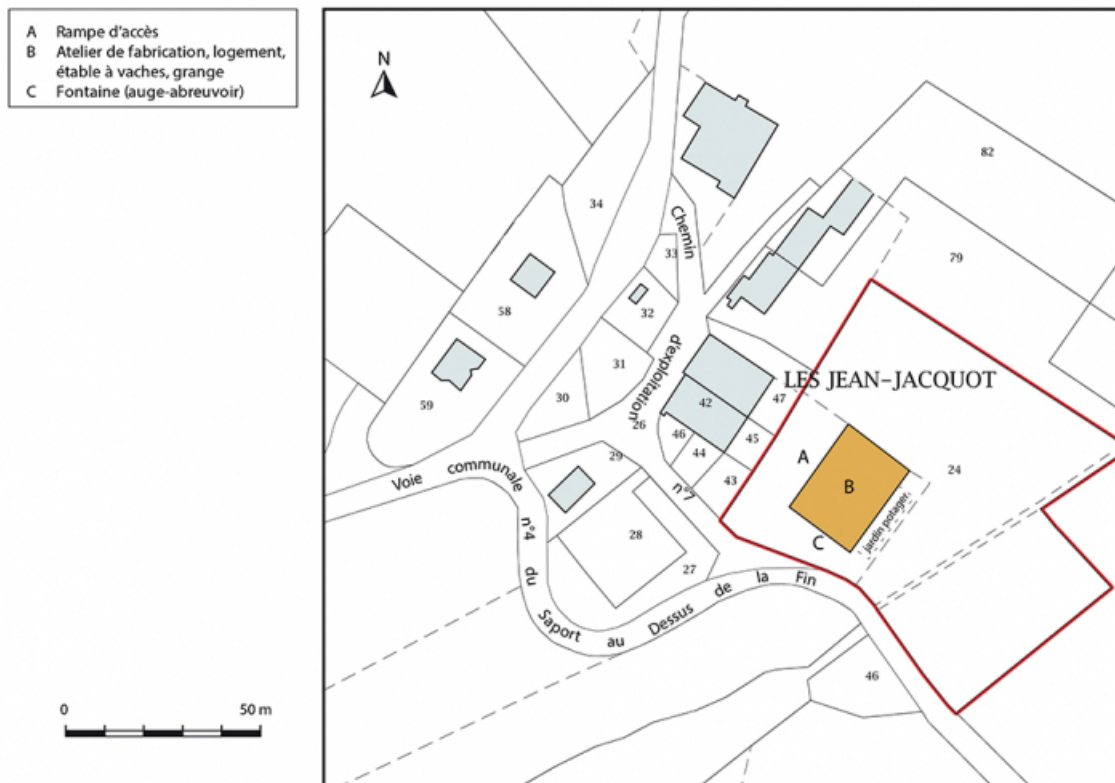 A Rampe d'accès
B Atelier de fabrication, logement,
étable à vaches, grange
C Fontaine (auge-abreuvoir)
N
82
34
Chemin
33
79
58
32
d'exploitation
31
LES JEAN-JACQUOT
59
30
42
47
26
46
45
29
44
A
24
43
B
n°7
Voie communale n°4 du Saport au Dessus de la Fin
jardin potager
28
C
27
46
0 50 m